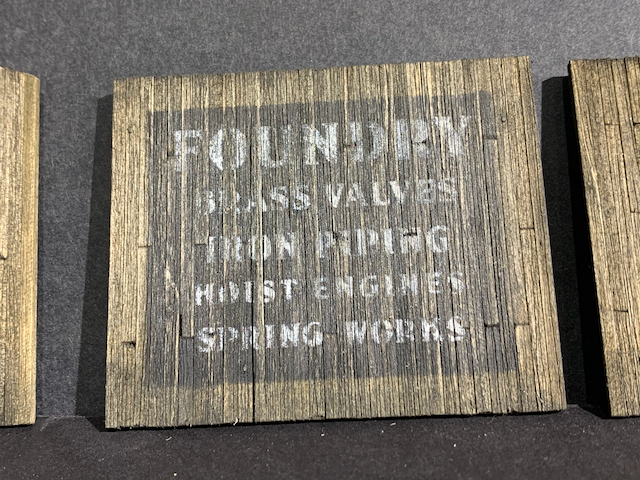 FOUNDRY
BRASS VALVES
IRON PIPING
HOIST ENGINES
SPRING WORKS